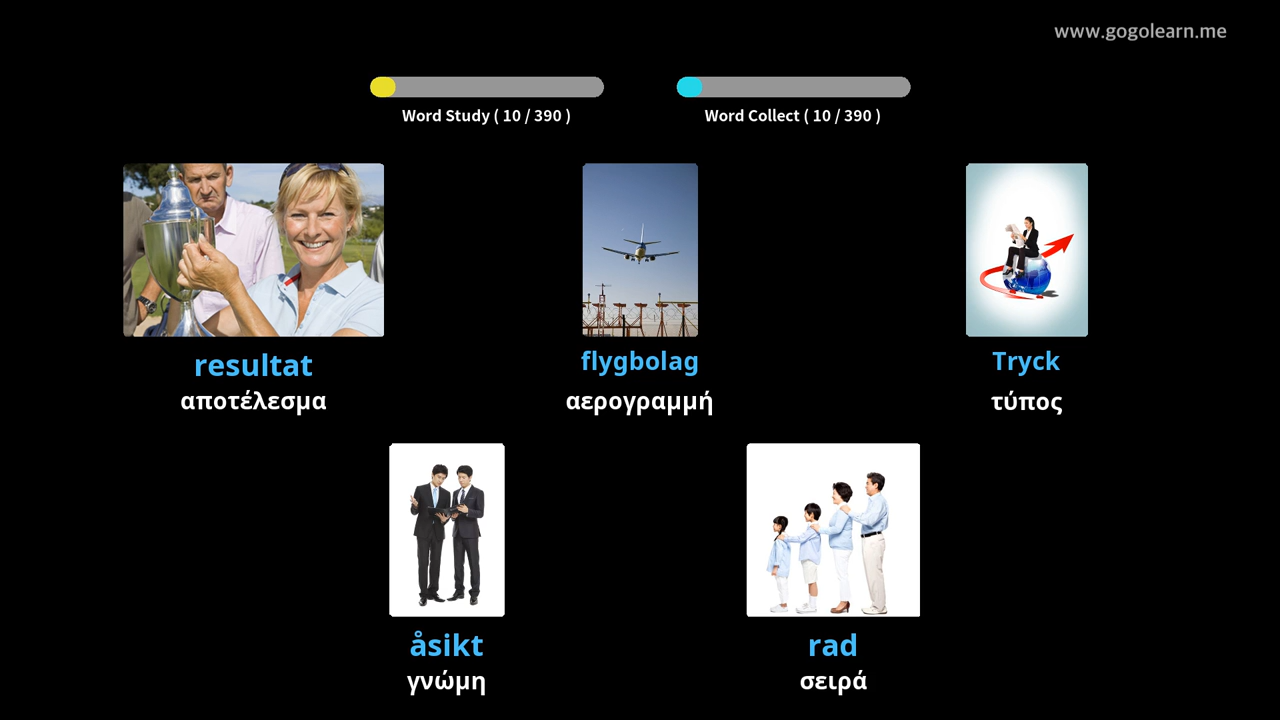 www.gogolearn.me
Word Study ( 10 / 390 )
Word Collect ( 10 / 390 )
resultat
αποτέλεσμα
flygbolag
αερογραμμή
Tryck
τύπος
åsikt
γνώμη
rad
σειρά